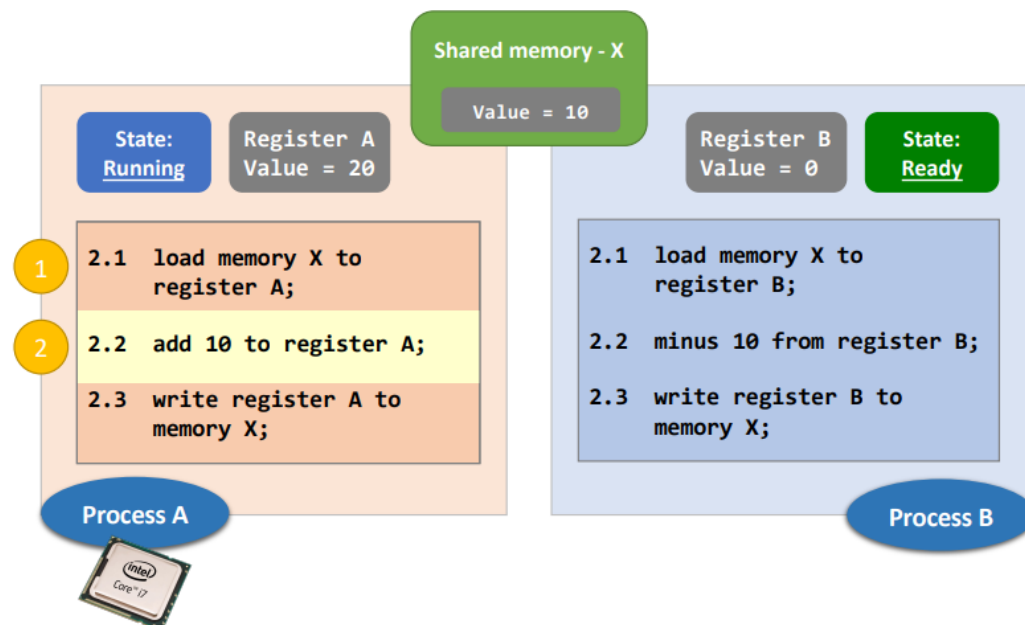 Shared memory - X
Value = 10
State:
Running
Register A
Value = 20
1
2.1 load memory X to
register A;
2
2.2 add 10 to register A;
2.3 write register A to
memory X;
Process A
intel
Core™ i7
Register B
Value = 0
State:
Ready
2.1 load memory X to
register B;
2.2 minus 10 from register B;
2.3 write register B to
memory X;
Process B